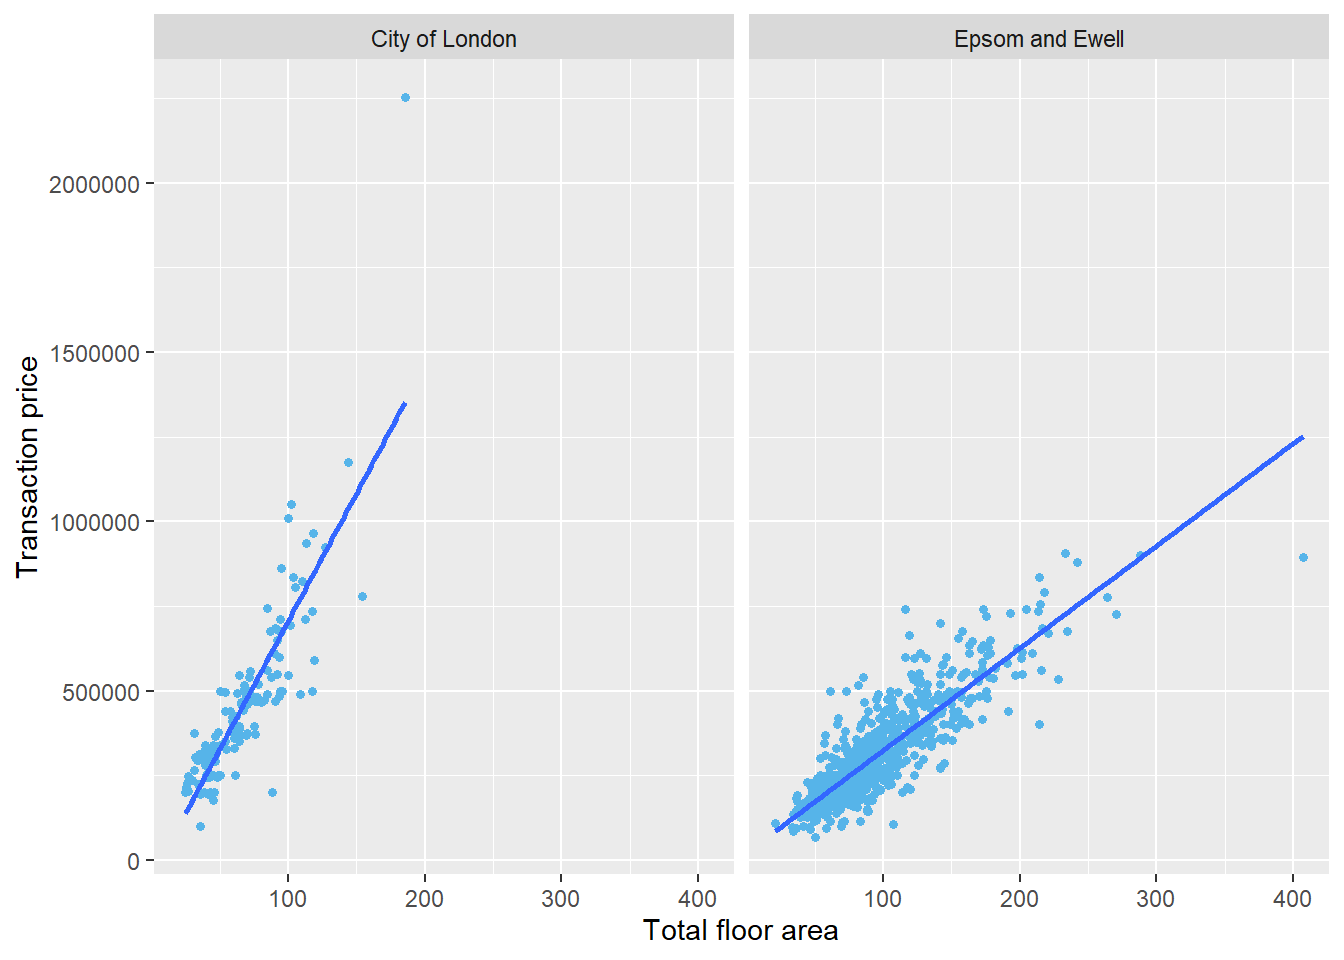 City of London
Epsom and Ewell
Transaction price
2000000
1500000
1000000
500000
0
100 200 300 400
100 200 300 400
Total floor area